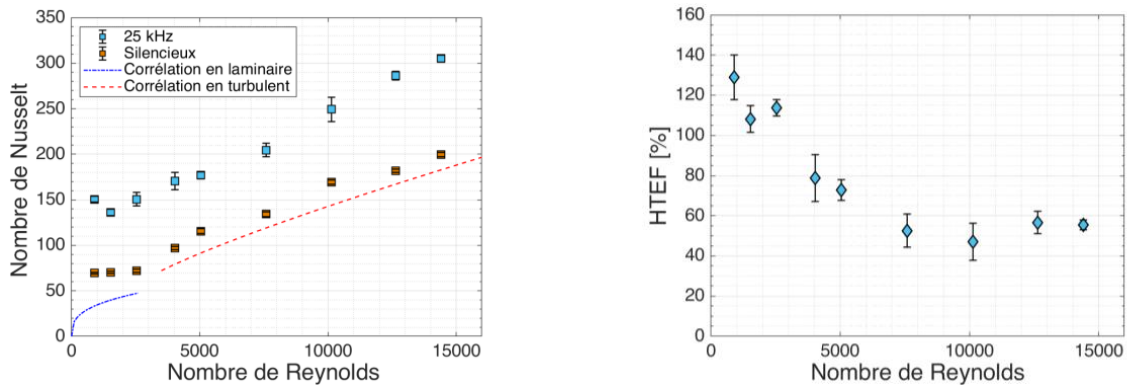 350
300
250
200
150
100
50
0
Nombre de Nusselt
25 kHz
Silencieux
Corrélation en laminaire
Corrélation en turbulent
0 5000 10000 15000
Nombre de Reynolds
160
140
120
100
80
60
40
20
0
HTEF [%]
0 5000 10000 15000
Nombre de Reynolds